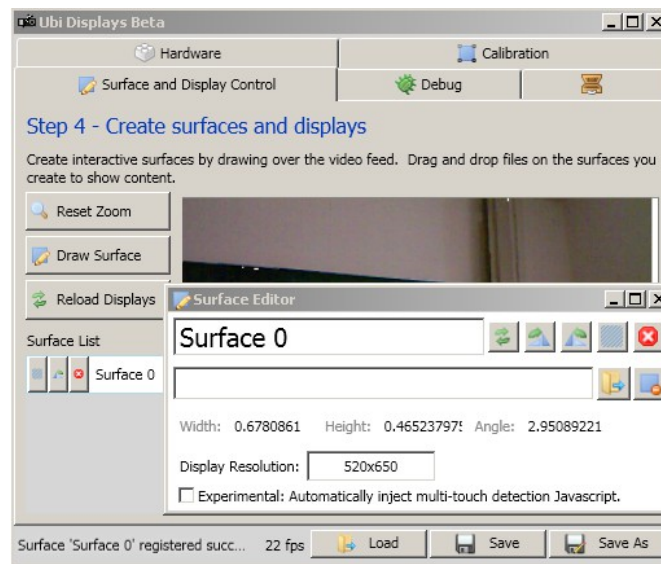 Ubi Displays Beta
Hardware
Calibration
Surface and Display Control
Debug
Step 4 - Create surfaces and displays
Create interactive surfaces by drawing over the video feed. Drag and drop files on the surfaces you
create to show content.
Reset Zoom
Draw Surface
Reload Displays
Surface List
Surface 0
Surface Editor
Surface 0
Width: 0.6780861 Height: 0.46523797 Angle: 2.95089221
Display Resolution: 520x650
Experimental: Automatically inject multi-touch detection Javascript.
Surface 'Surface 0' registered succ... 22 fps Load Save Save As